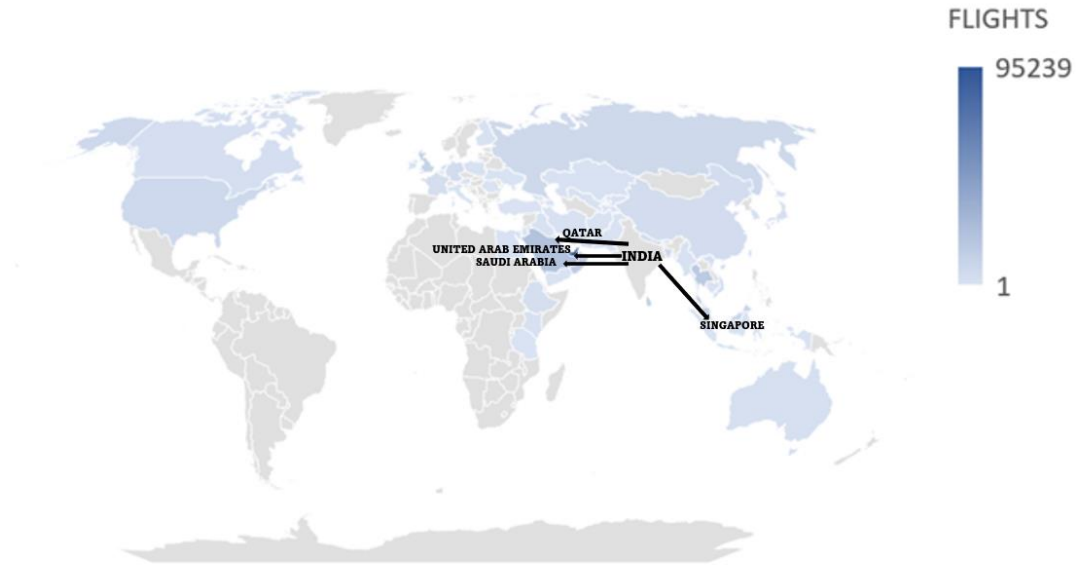 FLIGHTS
95239
1
QATAR
UNITED ARAB EMIRATES
INDIA
SAUDI ARABIA
SINGAPORE